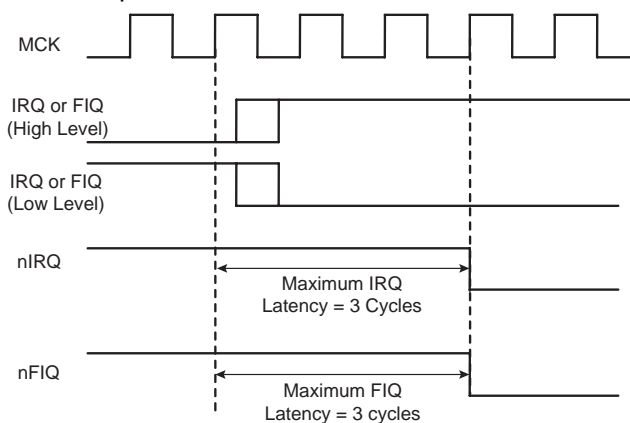 MCK
IRQ or FIQ
(High Level)
IRQ or FIQ
(Low Level)
nIRQ
Maximum IRQ
Latency = 3 Cycles
nFIQ
Maximum FIQ
Latency = 3 cycles